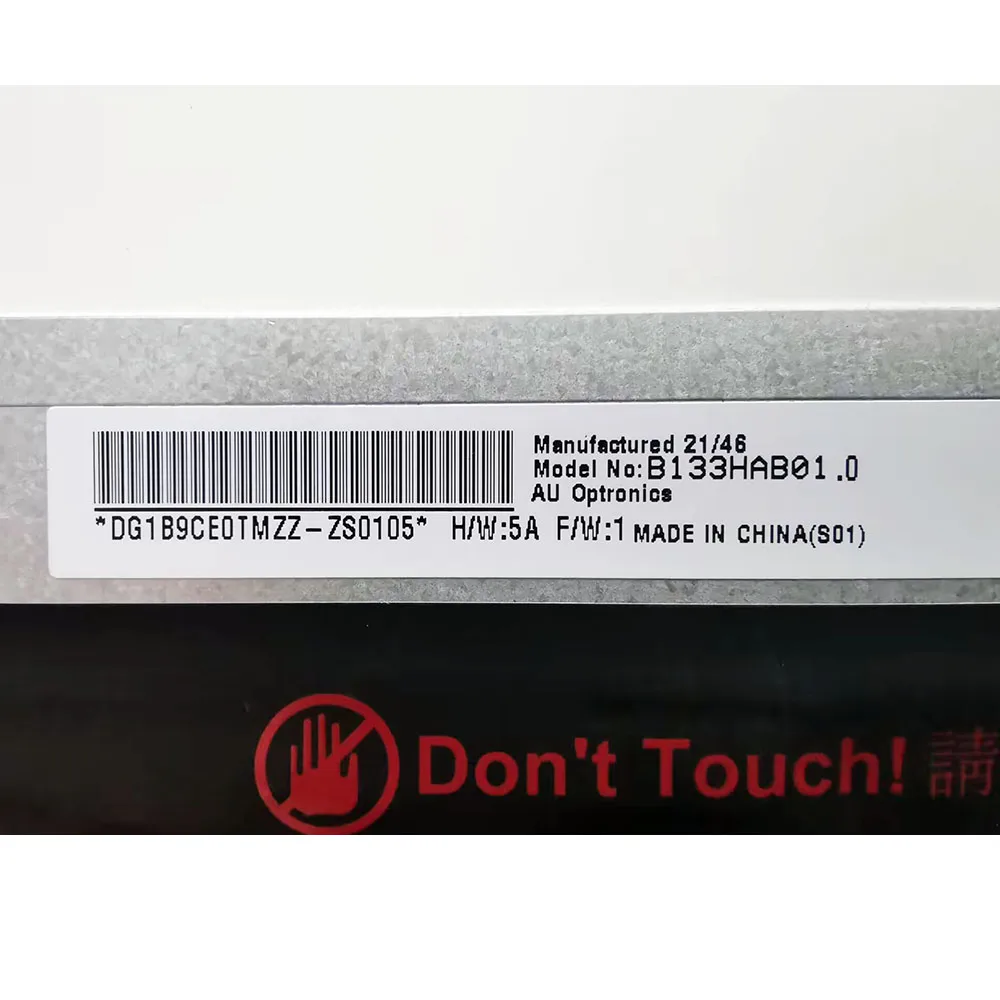 Manufactured 21/46
Model No:B133HAB01.0
AU Optronics
*DG1B9CE0TMZZ-ZS0105* H/W:5A F/W:1 MADE IN CHINA(S01)
Don't Touch! 請